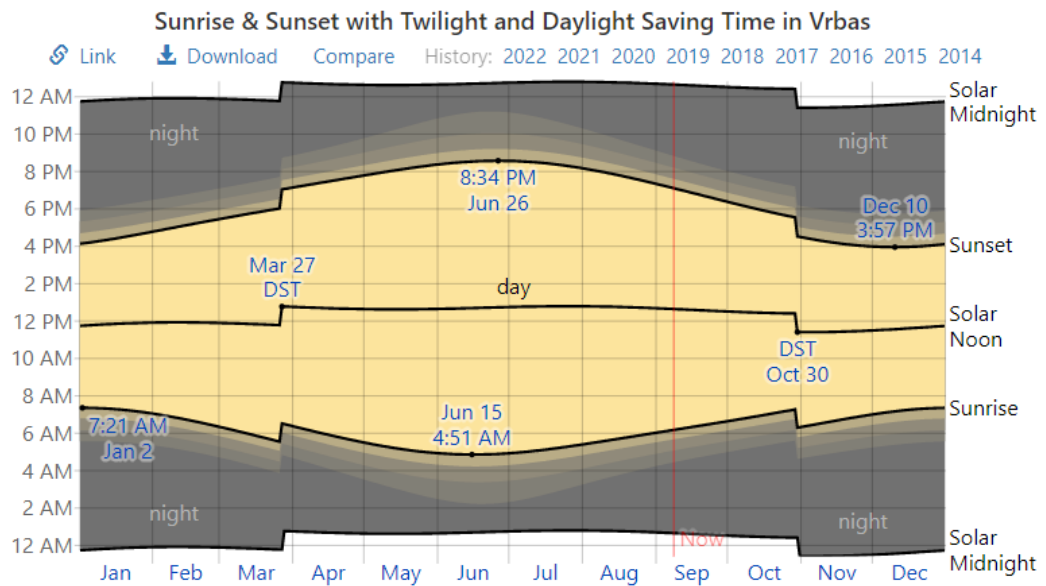 Sunrise & Sunset with Twilight and Daylight Saving Time in Vrbas
Link Download Compare History: 2022 2021 2020 2019 2018 2017 2016 2015 2014
12 AM
10 PM
8 PM
6 PM
4 PM
2 PM
12 PM
10 AM
8 AM
6 AM
4 AM
2 AM
12 AM
night
night
8:34 PM
Jun 26
Dec 10
3:57 PM
Mar 27
DST
day
DST
Oct 30
7:21 AM
Jan 2
Jun 15
4:51 AM
night
night
Now
Solar
Midnight
Sunset
Solar
Noon
Sunrise
Solar
Midnight
Jan Feb Mar Apr May Jun Jul Aug Sep Oct Nov Dec